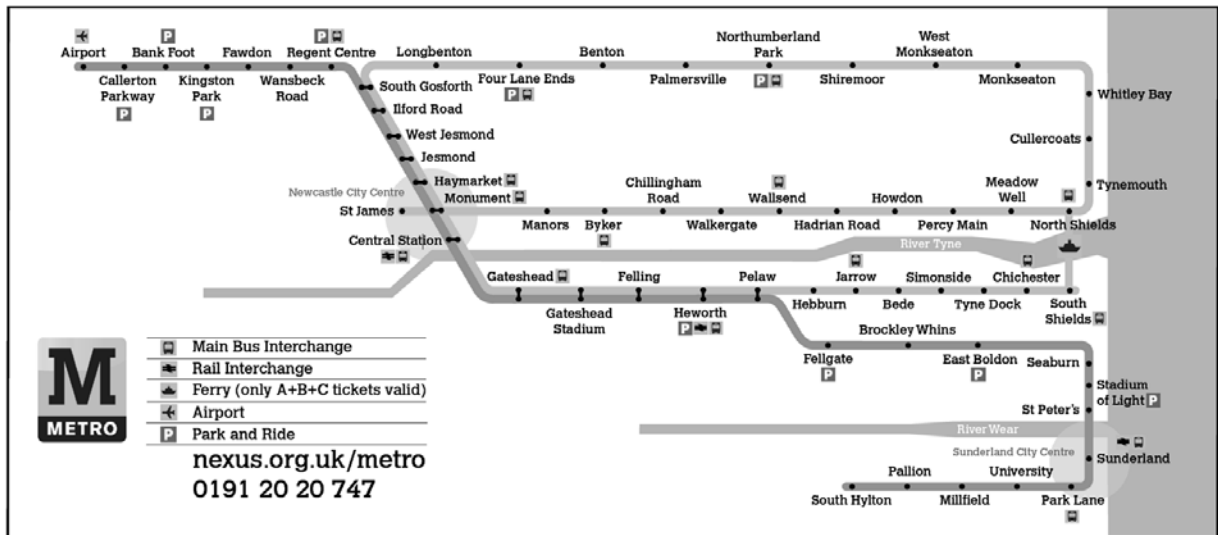 Airport
Callerton
Parkway
P
Bank Foot
P
Kingston
Park
P
Fawdon
Wansbeck
Road
Regent Centre
P
Longbenton
Four Lane Ends
P
Benton
Palmersville
Northumberland
Park
P
Shiremoor
West
Monkseaton
Monkseaton
Whitley Bay
Cullercoats
Tynemouth
South Gosforth
Ilford Road
West Jesmond
Jesmond
Haymarket
Newcastle City Centre
Monument
St James
Central Station
Manors
Byker
Chillingham
Road
Walkergate
Wallsend
Hadrian Road
Howdon
Percy Main
Meadow
Well
North Shields
River Tyne
Gateshead
Gateshead
Stadium
Felling
Heworth
P
Pelaw
Hebburn
Jarrow
Bede
Simonside
Tyne Dock
Chichester
South
Shields
Fellgate
P
Brockley Whins
East Boldon
P
Seaburn
Stadium
of Light P
St Peter's
River Wear
Sunderland City Centre
Sunderland
Park Lane
University
Millfield
Pallion
South Hylton
M
METRO
Main Bus Interchange
Rail Interchange
Ferry (only A+B+C tickets valid)
Airport
P Park and Ride
nexus.org.uk/metro
0191 20 20 747